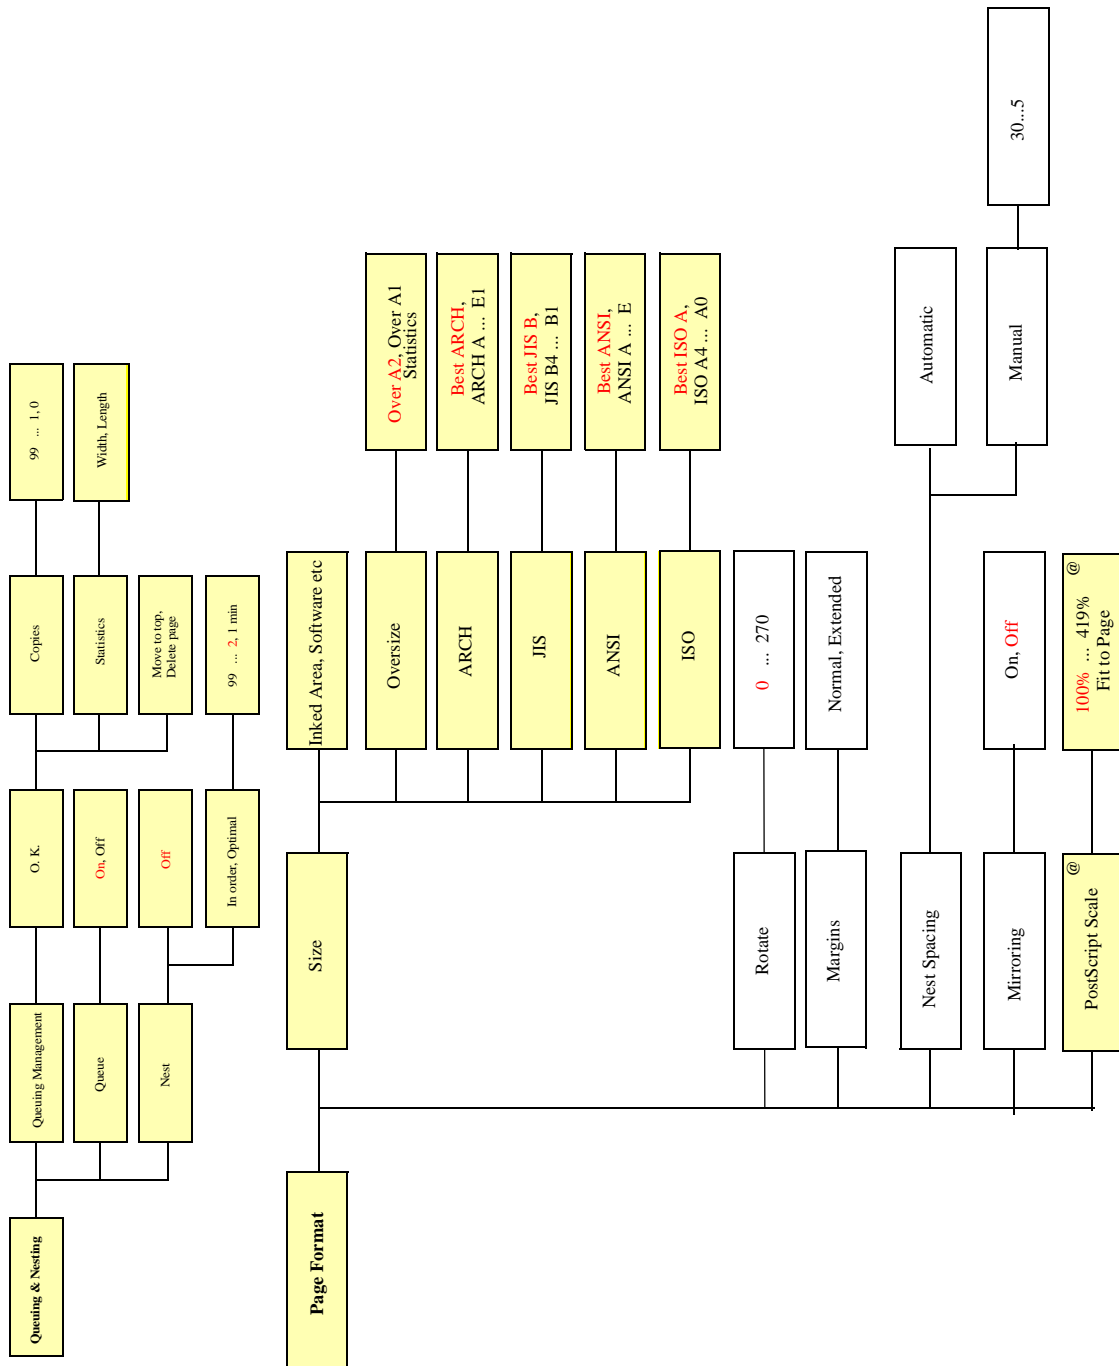 Queuing & Nesting
Queuing Management
O. K.
Copies
99 ... 1, 0
Statistics
Width, Length
Move to top,
Delete page
Queue
On, Off
Nest
Off
In order, Optimal
99 ... 2, 1 min
Page Format
Size
Inked Area, Software etc
Oversize
Over A2, Over A1
Statistics
ARCH
Best ARCH,
ARCH A ... E1
JIS
Best JIS B,
JIS B4 ... B1
ANSI
Best ANSI,
ANSI A ... E
ISO
Best ISO A,
ISO A4 ... A0
Rotate
0 ... 270
Margins
Normal, Extended
Nest Spacing
Automatic
Manual
30...5
Mirroring
On, Off
@
PostScript Scale
@
100% ... 419%
Fit to Page